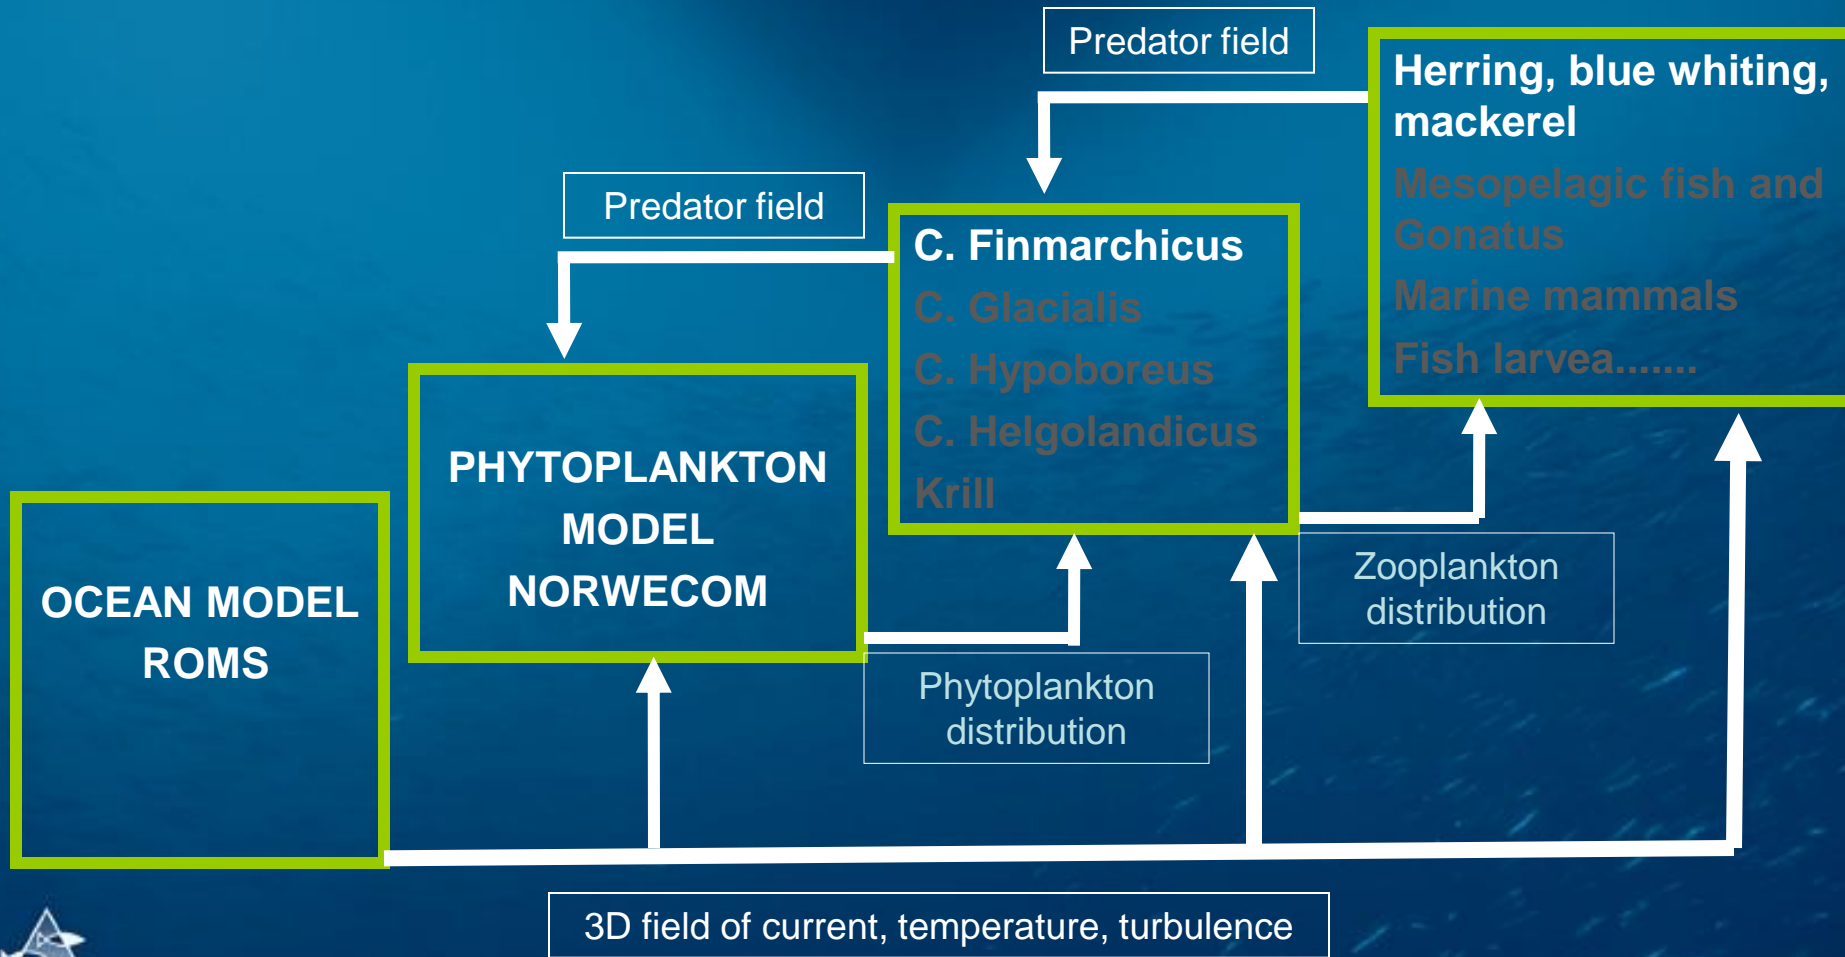 Predator field
Herring, blue whiting,
mackerel
Mesopelagic fish and
Gonatus
Marine mammals
Fish larvea.......
Predator field
C. Finmarchicus
C. Glacialis
C. Hypoboreus
C. Helgolandicus
Krill
PHYTOPLANKTON
MODEL
NORWECOM
OCEAN MODEL
ROMS
Zooplankton
distribution
Phytoplankton
distribution
3D field of current, temperature, turbulence